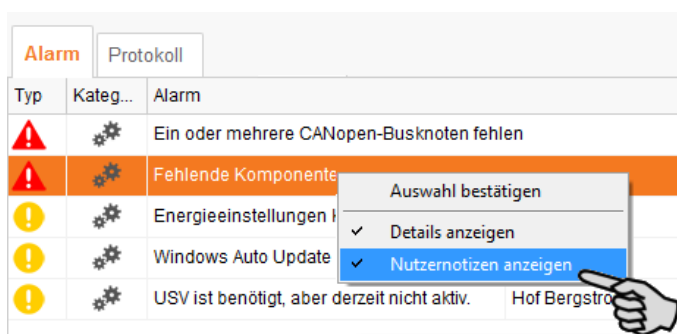 Alarm Protokoll
Typ Kateg... Alarm
Ein oder mehrere CANopen-Busknoten fehlen
Fehlende Komponente
Auswahl bestätigen
Energieeinstellungen
Details anzeigen
Windows Auto Update
Nutzernotizen anzeigen
USV ist benötigt, aber derzeit nicht aktiv. Hof Bergstro